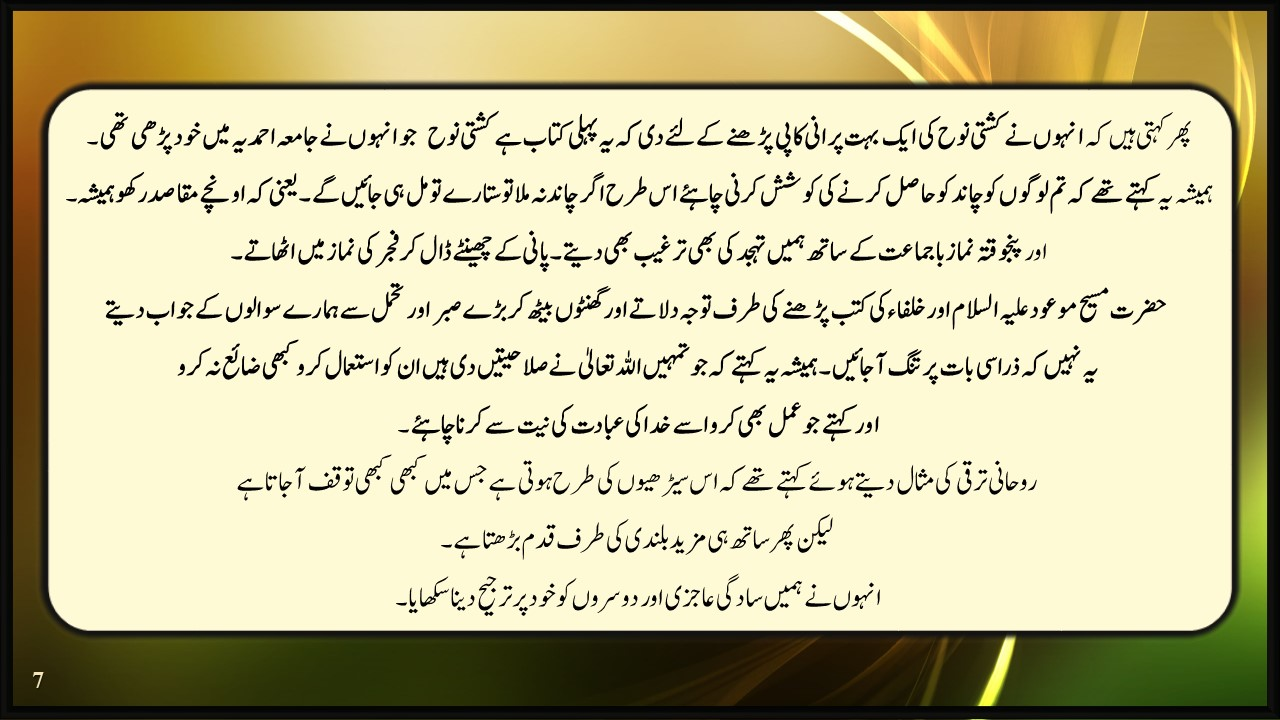 پھر کہتی ہیں کہ انہوں نے کشتی نوح کی ایک بہت پرانی کاپی پڑھنے کے لئے دی کہ یہ پہلی کتاب ہے کشتی نوح جو انہوں نے جامعہ احمدیہ میں خود پڑھی تھی۔
ہمیشہ یہ کہتے تھے کہ تم لوگوں کو چاند کو حاصل کرنے کی کوشش کرنی چاہئے اس طرح اگر چاند نہ ملا تو ستارے تو مل ہی جائیں گے۔ یعنی کہ اونچے مقاصد رکھو ہمیشہ۔
اور پنجوقتہ نماز باجماعت کے ساتھ ہمیں تہجد کی بھی ترغیب بھی دیتے۔ پانی کے چھینٹے ڈال کر فجر کی نماز میں اٹھاتے۔
حضرت مسیح موعود علیہ السلام اور خلفاء کی کتب پڑھنے کی طرف توجہ دلاتے اور گھنٹوں بیٹھ کر بڑے صبر اور تحمل سے ہمارے سوالوں کے جواب دیتے
یہ نہیں کہ ذرا سی بات پر تنگ آ جائیں۔ ہمیشہ یہ کہتے کہ جو تمہیں اللہ تعالیٰ نے صلاحیتیں دی ہیں ان کو استعمال کرو کبھی ضائع نہ کرو
اور کہتے جو عمل بھی کرو اسے خدا کی عبادت کی نیت سے کرنا چاہئے۔
روحانی ترقی کی مثال دیتے ہوئے کہتے تھے کہ اس سیڑھیوں کی طرح ہوتی ہے جس میں کبھی کبھی توقف آ جاتا ہے
لیکن پھر ساتھ ہی مزید بلندی کی طرف قدم بڑھتا ہے۔
انہوں نے ہمیں سادگی عاجزی اور دوسروں کو خود پر ترجیح دینا سکھایا۔
7